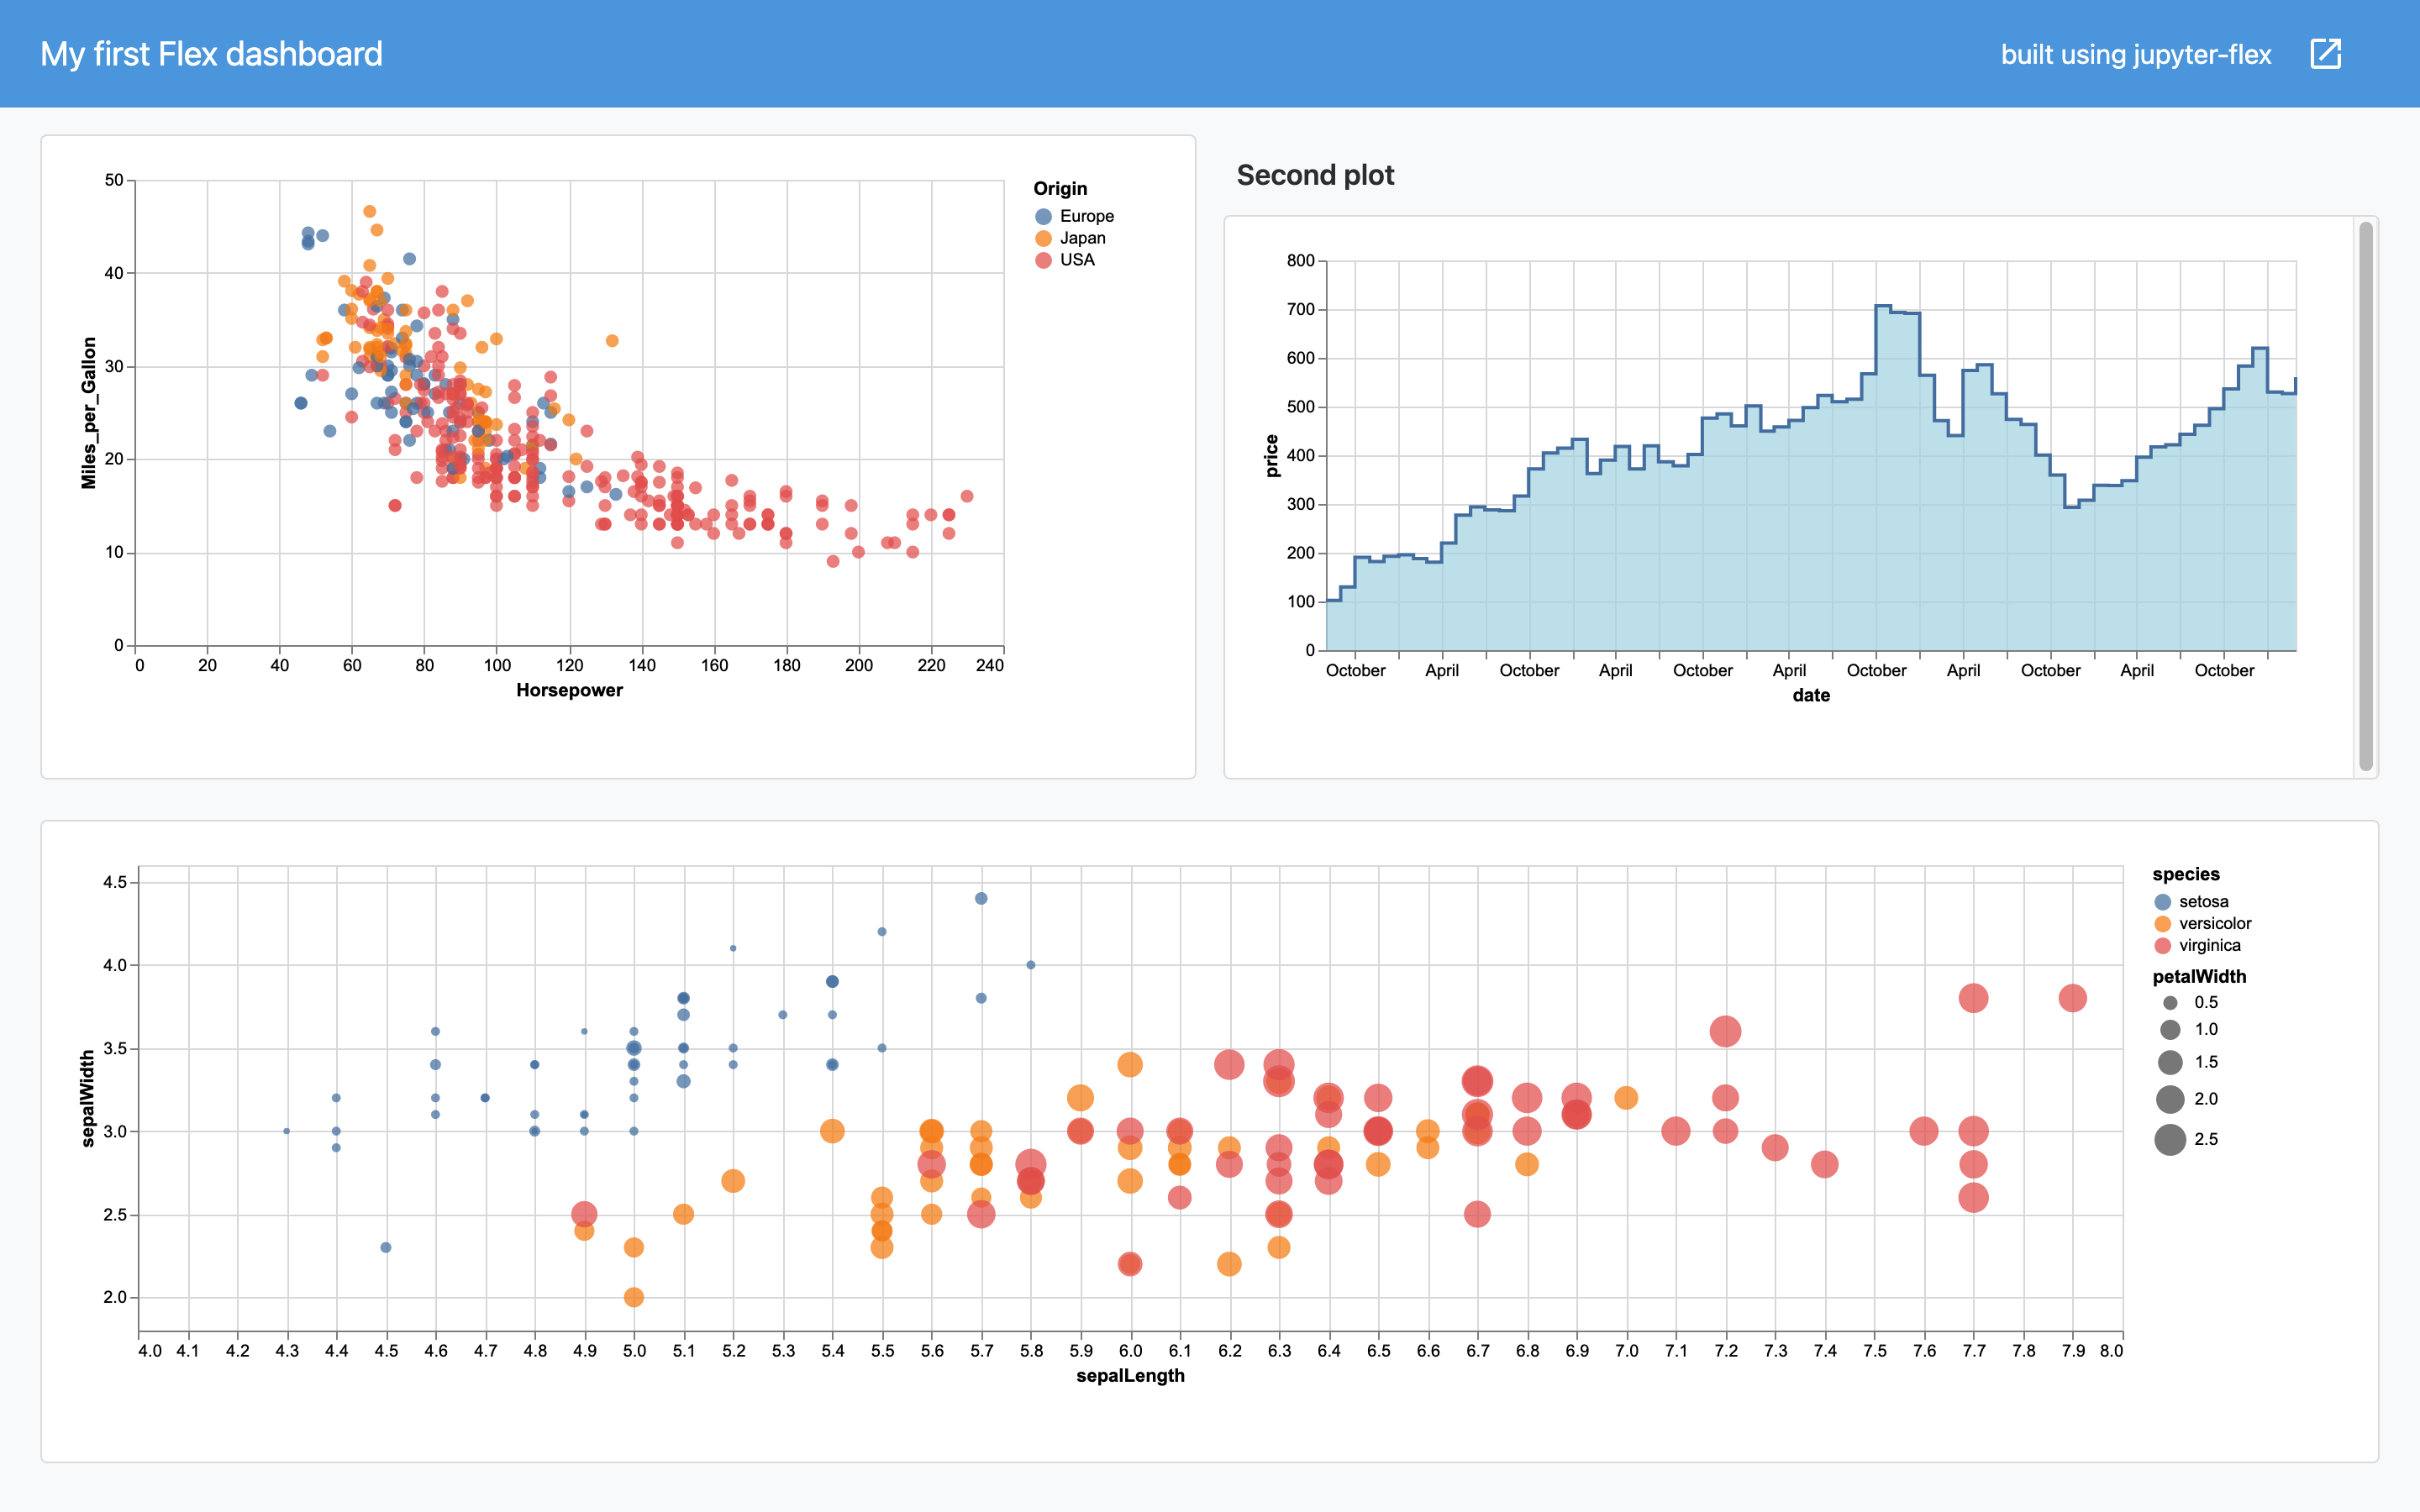 My first Flex dashboard
built using jupyter-flex
50
40
30
20
10
0
Miles_per_Gallon
0 20 40 60 80 100 120 140 160 180 200 220 240
Horsepower
Origin
Europe
Japan
USA
Second plot
800
700
600
500
400
300
200
100
0
price
October April October April October April October April October April October
date
4.5
4.0
3.5
3.0
2.5
2.0
sepalWidth
4.0 4.1 4.2 4.3 4.4 4.5 4.6 4.7 4.8 4.9 5.0 5.1 5.2 5.3 5.4 5.5 5.6 5.7 5.8 5.9 6.0 6.1 6.2 6.3 6.4 6.5 6.6 6.7 6.8 6.9 7.0 7.1 7.2 7.3 7.4 7.5 7.6 7.7 7.8 7.9 8.0
sepalLength
species
setosa
versicolor
virginica
petalWidth
0.5
1.0
1.5
2.0
2.5